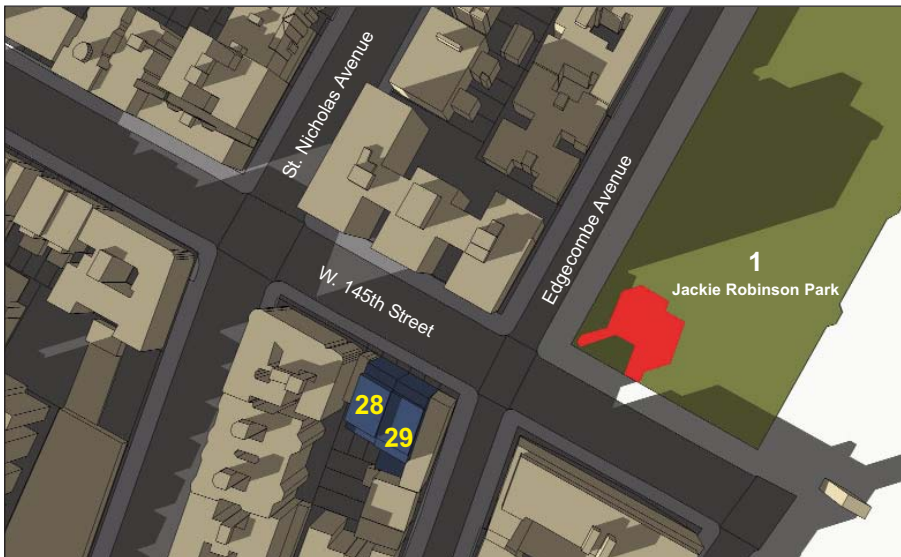 St. Nicholas Avenue
W. 145th Street
Edgecombe Avenue
1
Jackie Robinson Park
28
29